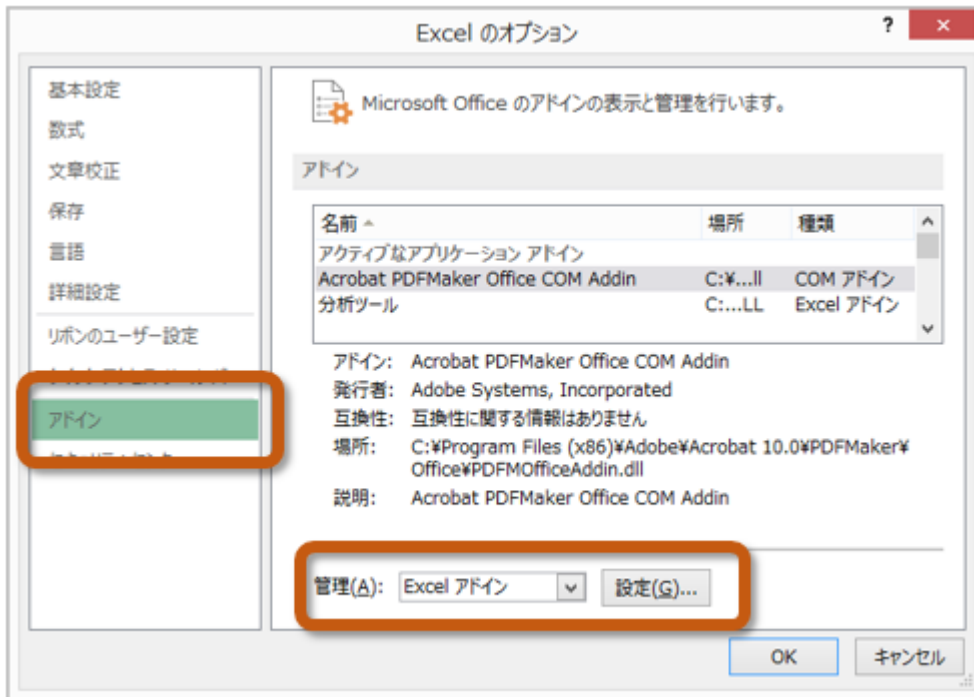 Excel のオプション
?
×
基本設定
数式
文章校正
保存
言語
詳細設定
リボンのユーザー設定
アドイン
Microsoft Office のアドインの表示と管理を行います。
アドイン
名前 場所 種類
アクティブなアプリケーション アドイン
Acrobat PDFMaker Office COM Addin C:¥...ll COM アドイン
分析ツール C:...LL Excel アドイン
アドイン: Acrobat PDFMaker Office COM Addin
発行者: Adobe Systems, Incorporated
互換性: 互換性に関する情報はありません
場所: C:¥Program Files (x86)¥Adobe¥Acrobat 10.0¥PDFMaker¥
Office¥PDFMOfficeAddin.dll
説明: Acrobat PDFMaker Office COM Addin
管理(A): Excel アドイン 設定(G)...
OK キャンセル